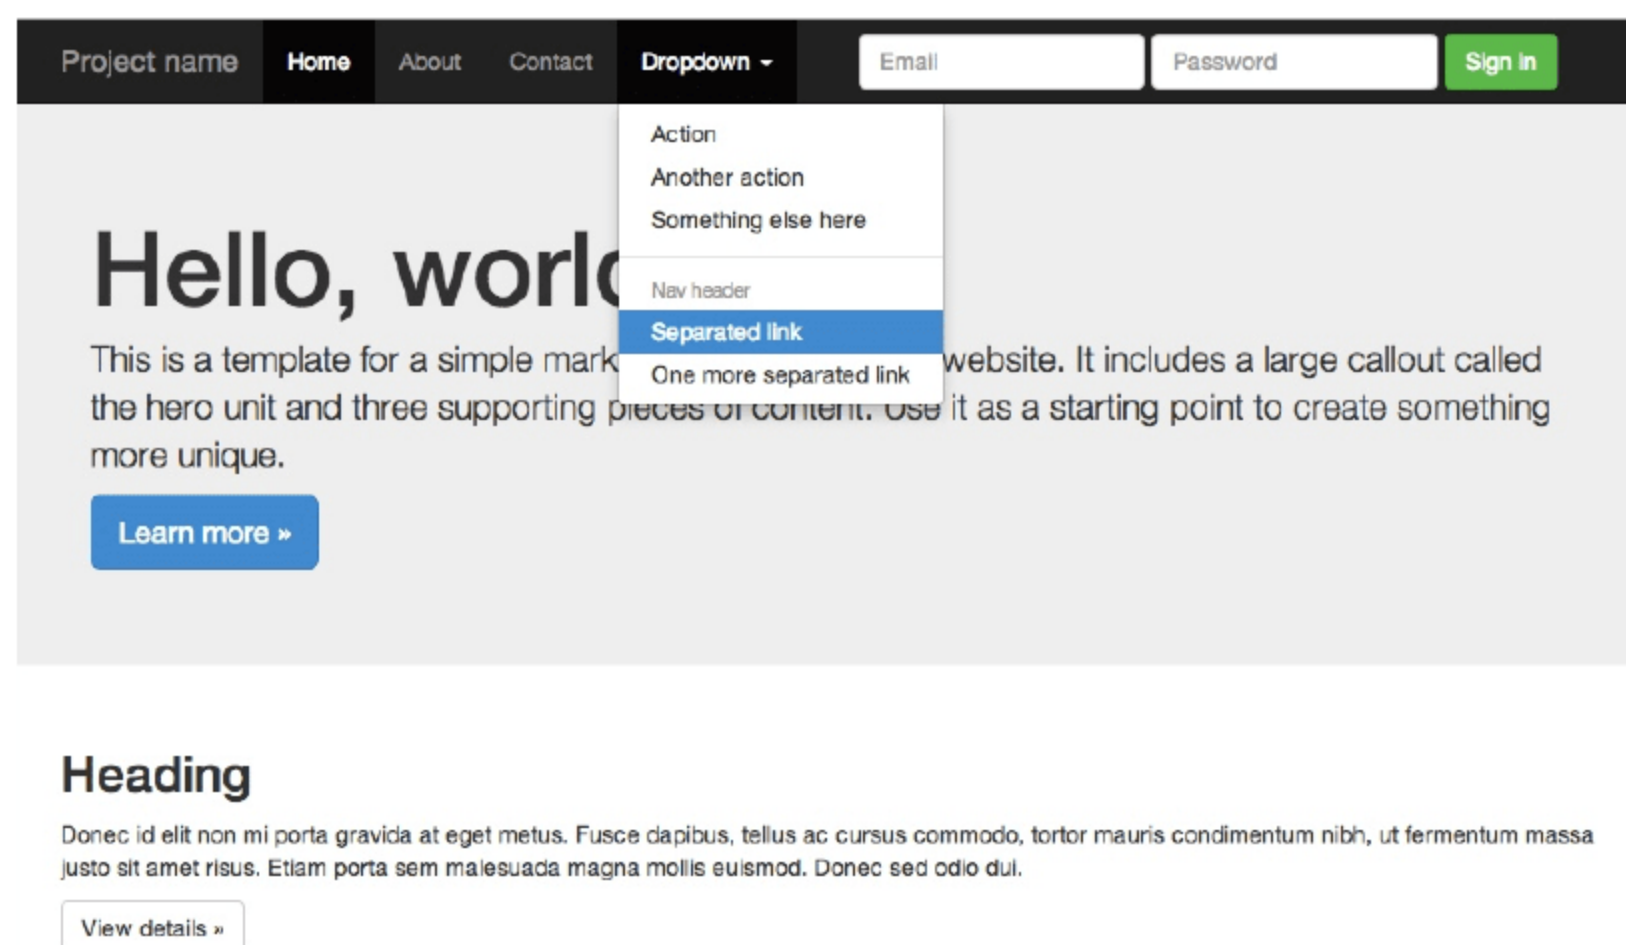 Project name Home About Contact Dropdown Email Password Sign in
Action
Another action
Something else here
Nav header
Separated link
One more separated link
Hello,
This is a template for a simple website. It includes a large callout called
the hero unit and three supporting pieces of content. Use it as a starting point to create something
more unique.
Learn more »
Heading
Donec id elit non mi porta gravida at eget metus. Fusce dapibus, tellus ac cursus commodo, tortor mauris condimentum nibh, ut fermentum massa
justo sit amet risus. Etiam porta sem malesuada magna mollis euismod. Donec sed odio dui.
View details »